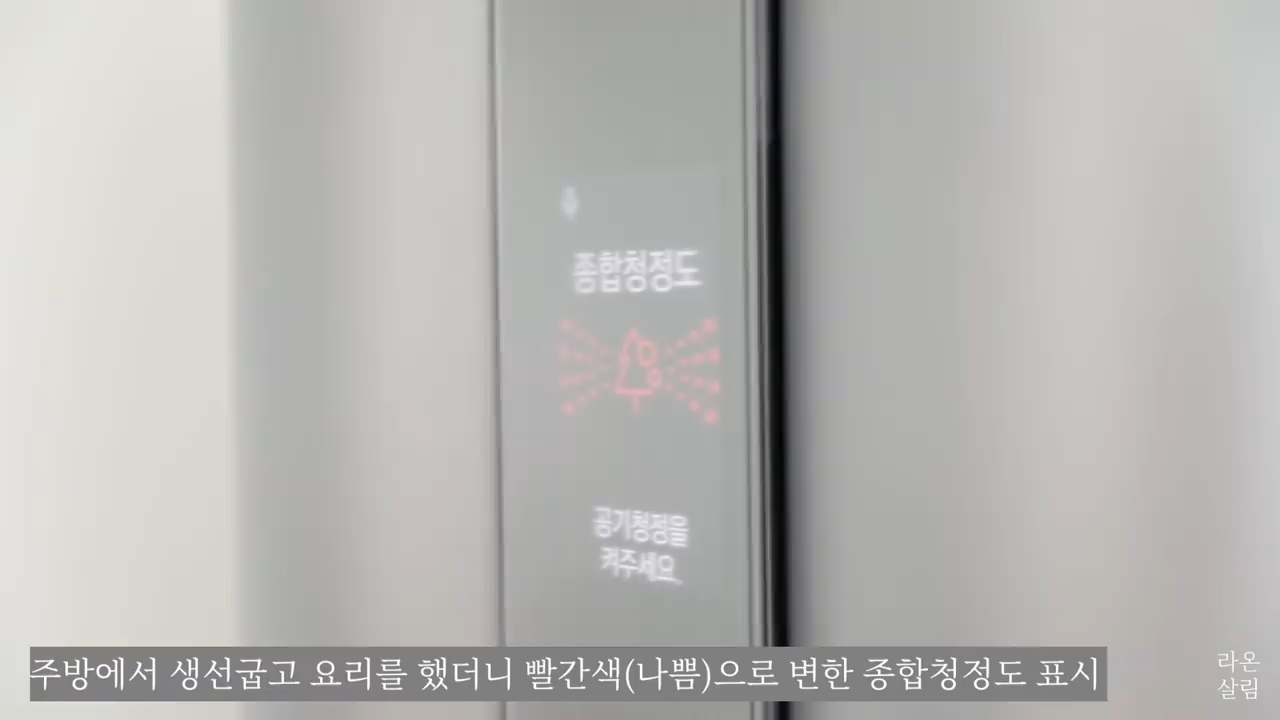 종합청정도
공기청정을
켜주세요.
주방에서 생선굽고 요리를 했더니 빨간색(나쁨)으로 변한 종합청정도 표시
라온
살림